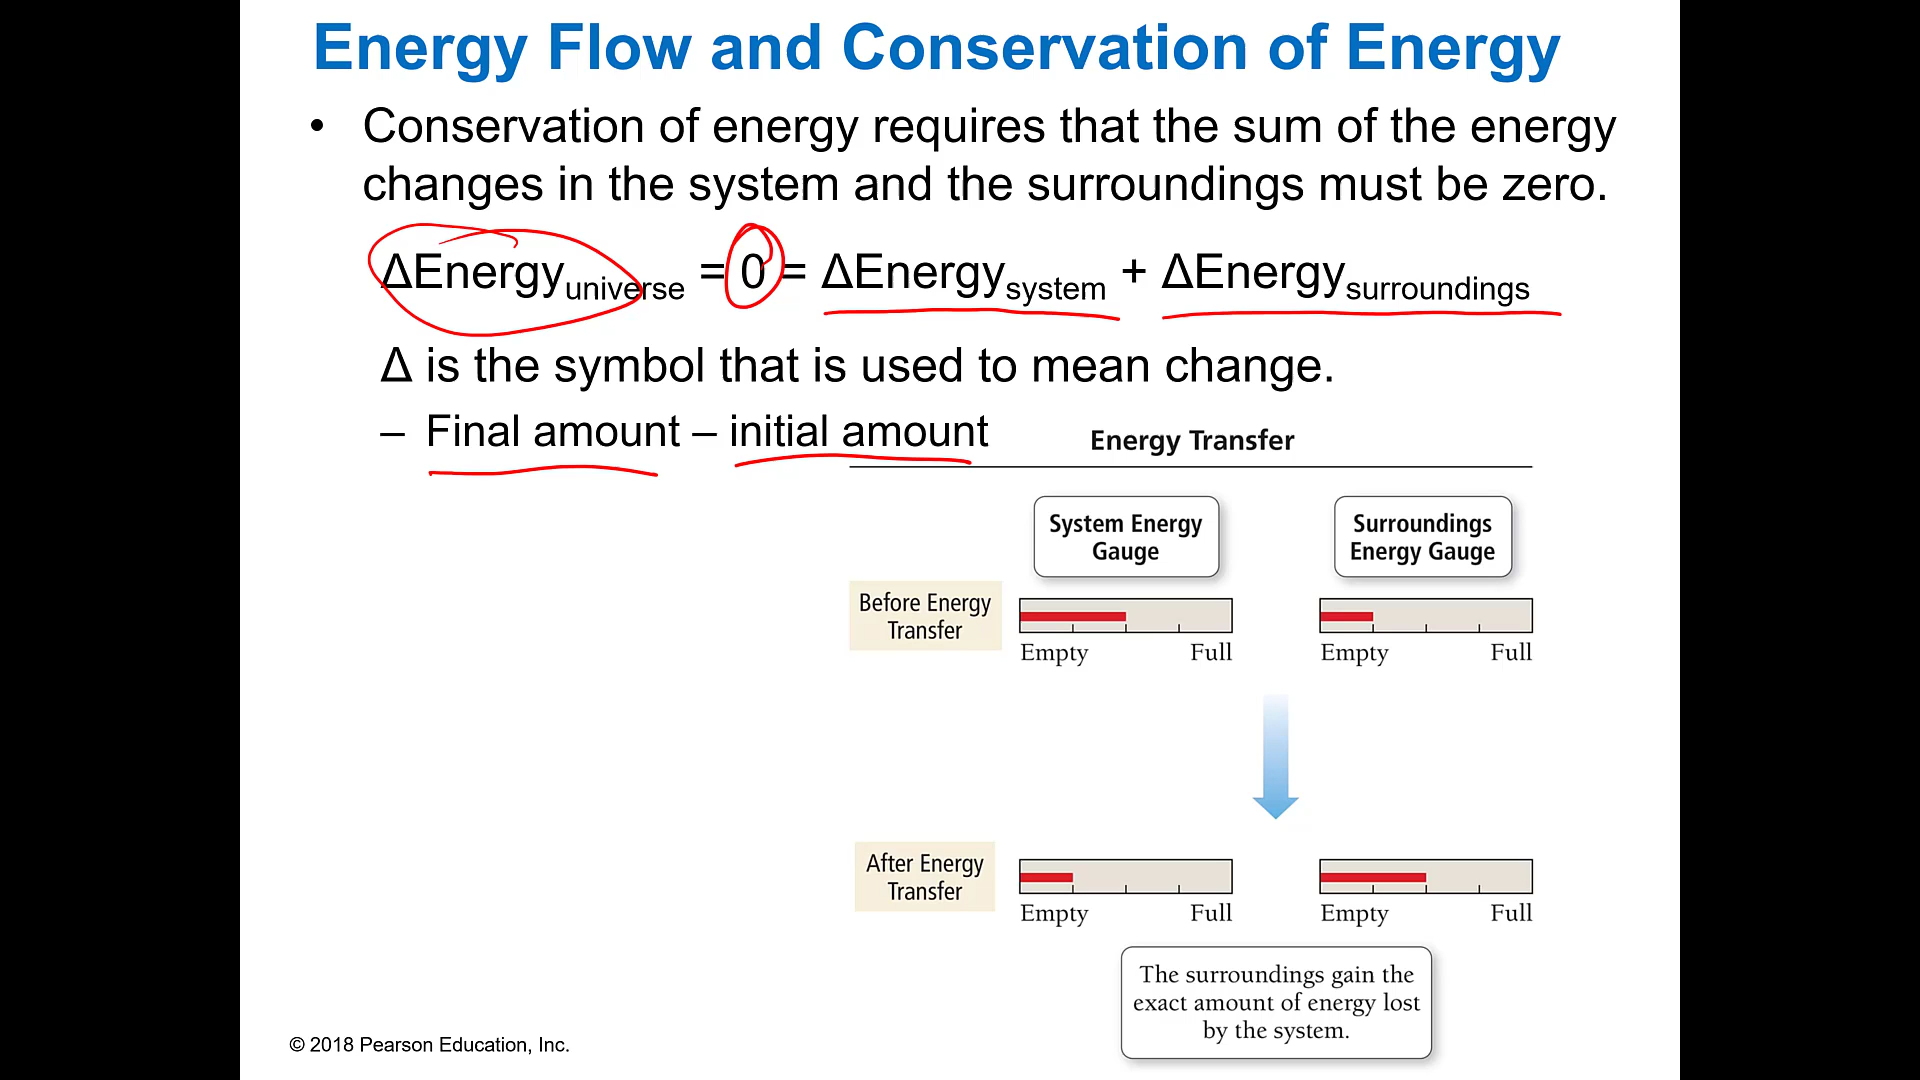 Energy Flow and Conservation of Energy
• Conservation of energy requires that the sum of the energy
changes in the system and the surroundings must be zero.
ΔEnergy_universe = 0 = ΔEnergy_system + ΔEnergy_surroundings
Δ is the symbol that is used to mean change.
– Final amount – initial amount
Energy Transfer
System Energy
Gauge
Surroundings
Energy Gauge
Before Energy
Transfer
Empty Full
Empty Full
After Energy
Transfer
Empty Full
Empty Full
The surroundings gain the
exact amount of energy lost
by the system.
© 2018 Pearson Education, Inc.